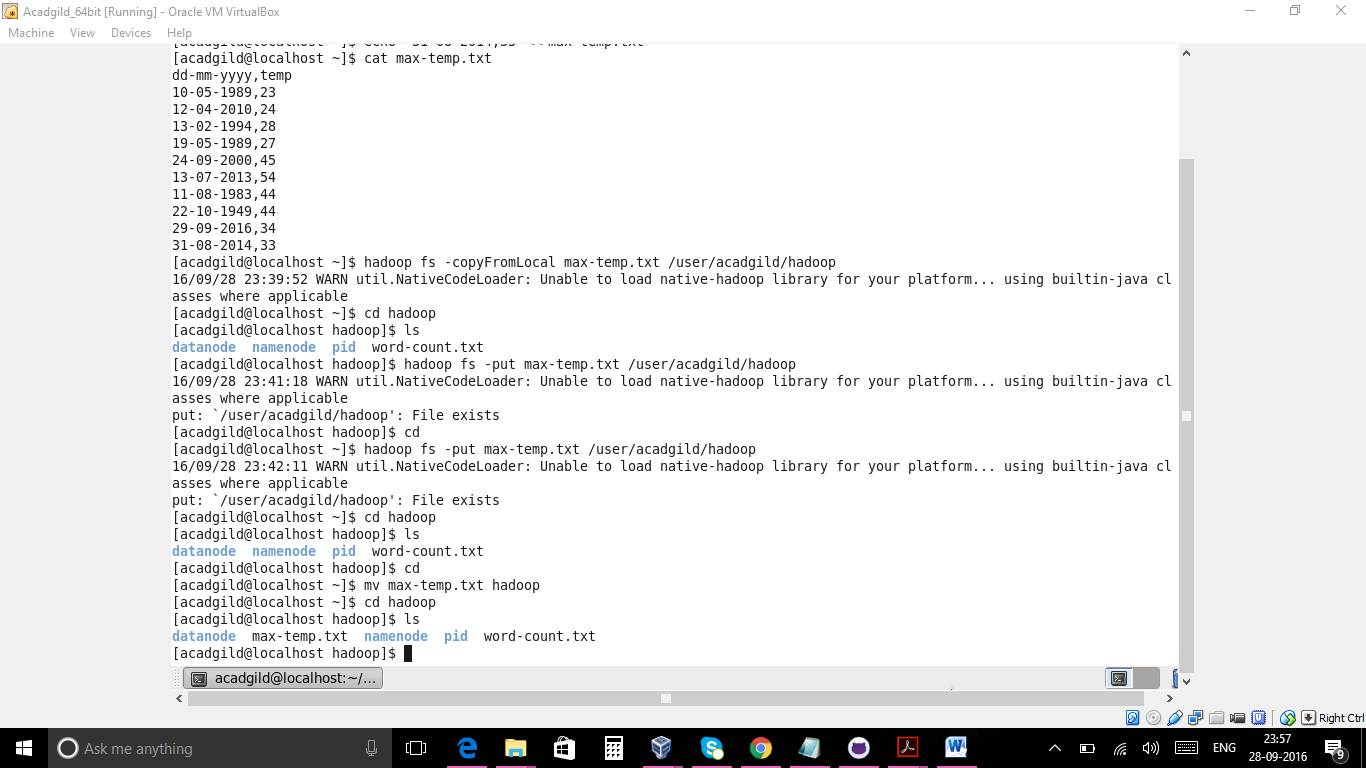 Acadgild_64bit [Running] - Oracle VM VirtualBox
Machine View Devices Help
[acadgild@localhost ~]$ cat max-temp.txt
dd-mm-yyyy,temp
10-05-1989,23
12-04-2010,24
13-02-1994,28
19-05-1989,27
24-09-2000,45
13-07-2013,54
11-08-1983,44
22-10-1949,44
29-09-2016,34
31-08-2014,33
[acadgild@localhost ~]$ hadoop fs -copyFromLocal max-temp.txt /user/acadgild/hadoop
16/09/28 23:39:52 WARN util.NativeCodeLoader: Unable to load native-hadoop library for your platform... using builtin-java cl
asses where applicable
[acadgild@localhost ~]$ cd hadoop
[acadgild@localhost hadoop]$ ls
datanode namenode pid word-count.txt
[acadgild@localhost hadoop]$ hadoop fs -put max-temp.txt /user/acadgild/hadoop
16/09/28 23:41:18 WARN util.NativeCodeLoader: Unable to load native-hadoop library for your platform... using builtin-java cl
asses where applicable
put: `/user/acadgild/hadoop': File exists
[acadgild@localhost hadoop]$ cd
[acadgild@localhost ~]$ hadoop fs -put max-temp.txt /user/acadgild/hadoop
16/09/28 23:42:11 WARN util.NativeCodeLoader: Unable to load native-hadoop library for your platform... using builtin-java cl
asses where applicable
put: `/user/acadgild/hadoop': File exists
[acadgild@localhost ~]$ cd hadoop
[acadgild@localhost hadoop]$ ls
datanode namenode pid word-count.txt
[acadgild@localhost hadoop]$ cd
[acadgild@localhost ~]$ mv max-temp.txt hadoop
[acadgild@localhost ~]$ cd hadoop
[acadgild@localhost hadoop]$ ls
datanode max-temp.txt namenode pid word-count.txt
[acadgild@localhost hadoop]$
acadgild@localhost:~/...
Right Ctrl
Ask me anything
ENG
23:57
28-09-2016
9